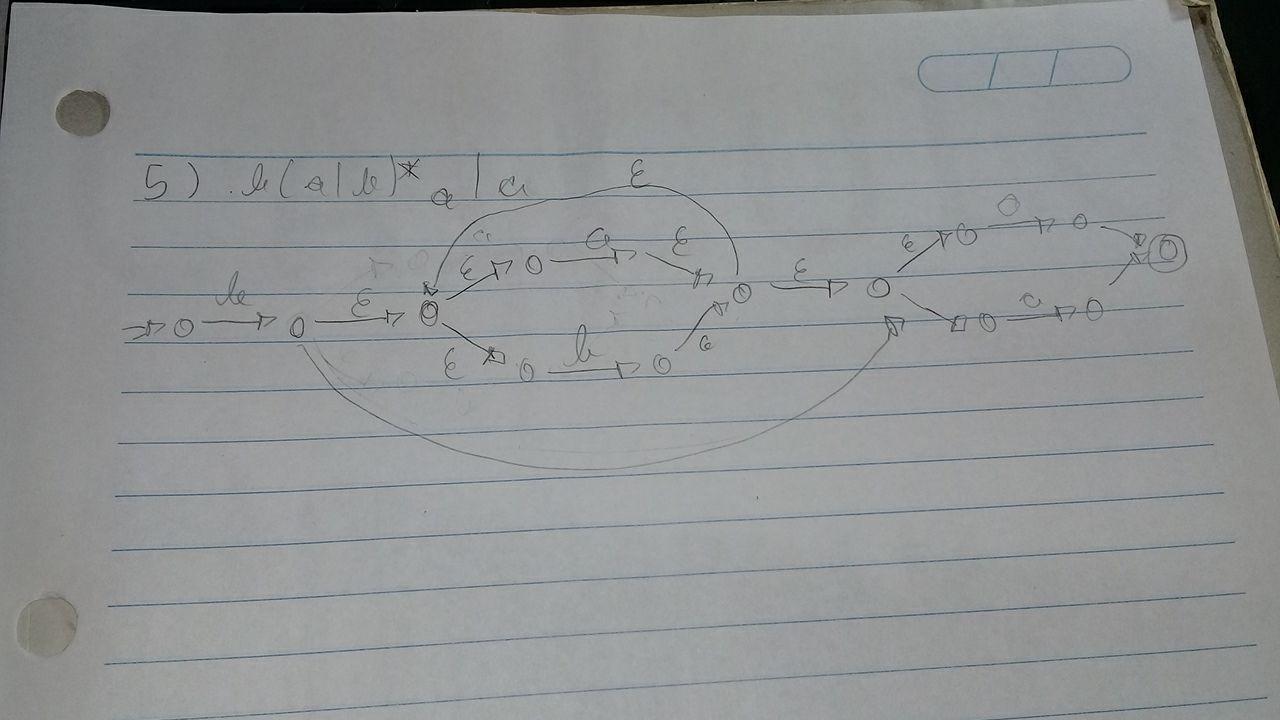 5) b(a|b)*a|a
ε
a ε
ε
b ε ε ε a
ε b ε a